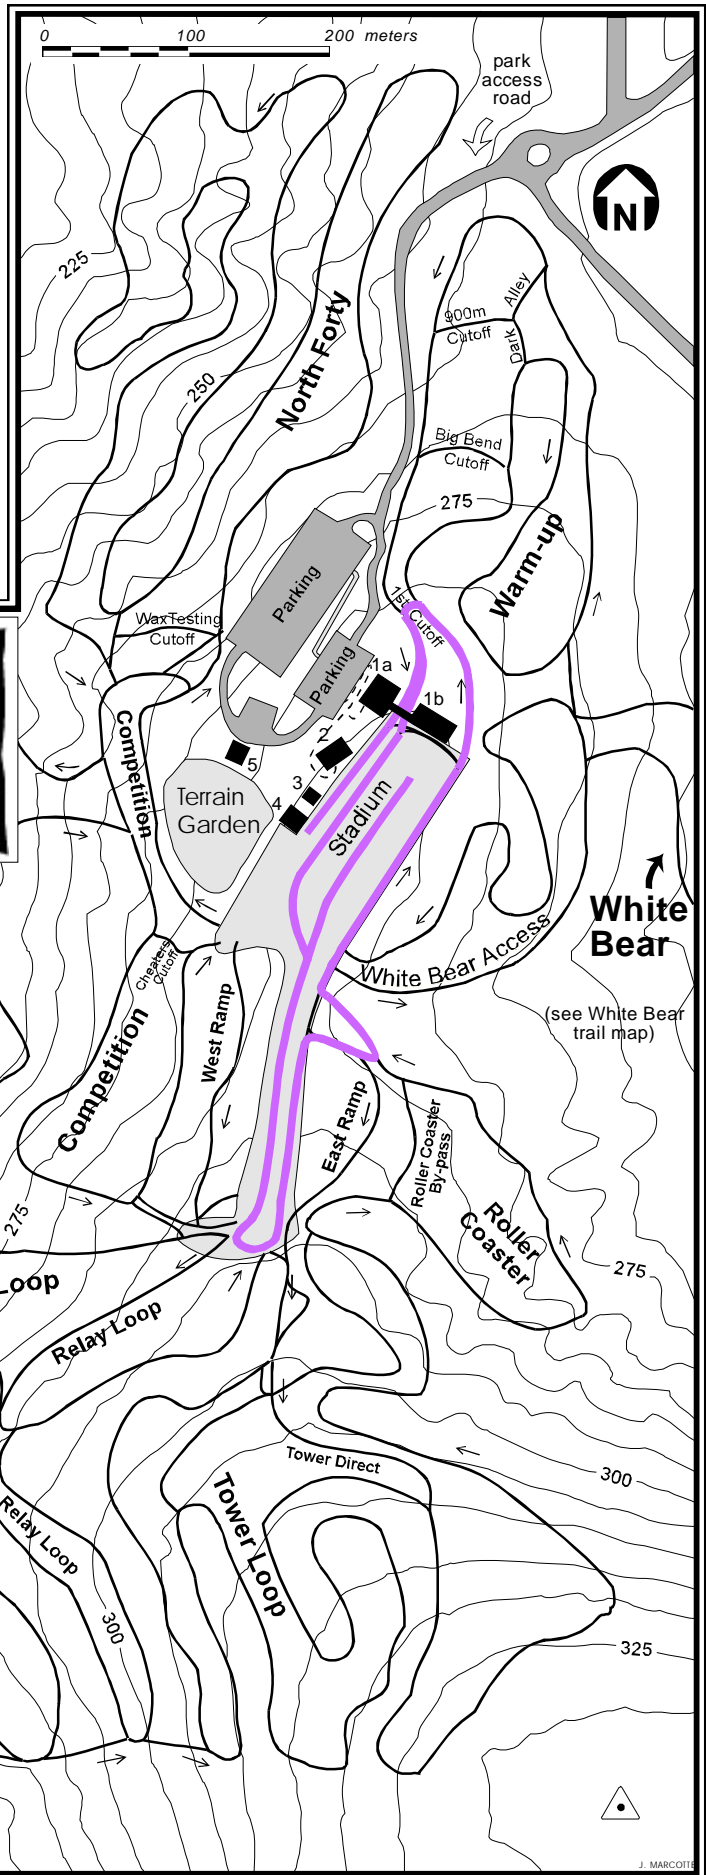 0 100 200 meters
park
access
road
N
225
250
North Forty
900m
Cutoff
Dark Alley
Big Bend
Cutoff
275
Warm-up
Parking
1st Cutoff
Wax Testing
Cutoff
Parking
1a
1b
2
3
4
5
Competition
Terrain
Garden
Stadium
White
Bear
White Bear Access
(see White Bear
trail map)
Cheaters
Cutoff
Competition
West Ramp
East Ramp
Roller Coaster
By-pass
Roller
Coaster
275
275
Loop
Relay Loop
Tower Direct
300
Tower Loop
Relay Loop
300
325
J. MARCOTTE